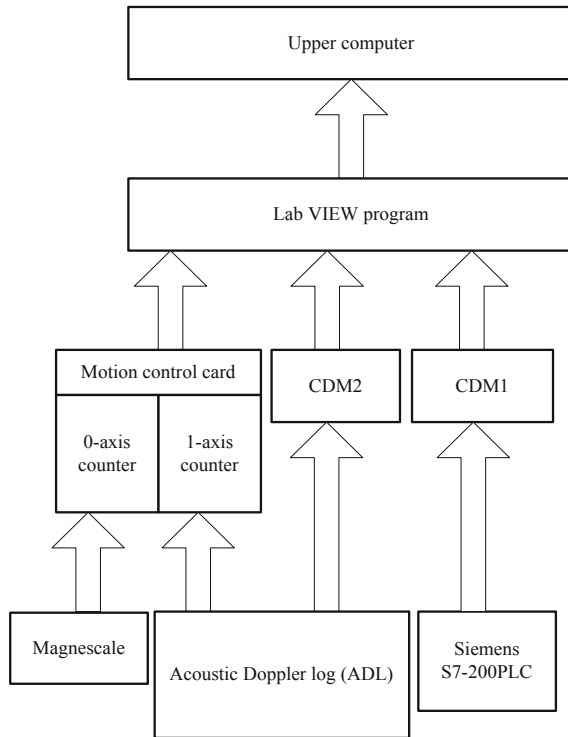 Upper computer
Lab VIEW program
Motion control card
0-axis
counter
1-axis
counter
CDM2
CDM1
Magnescale
Acoustic Doppler log (ADL)
Siemens
S7-200PLC